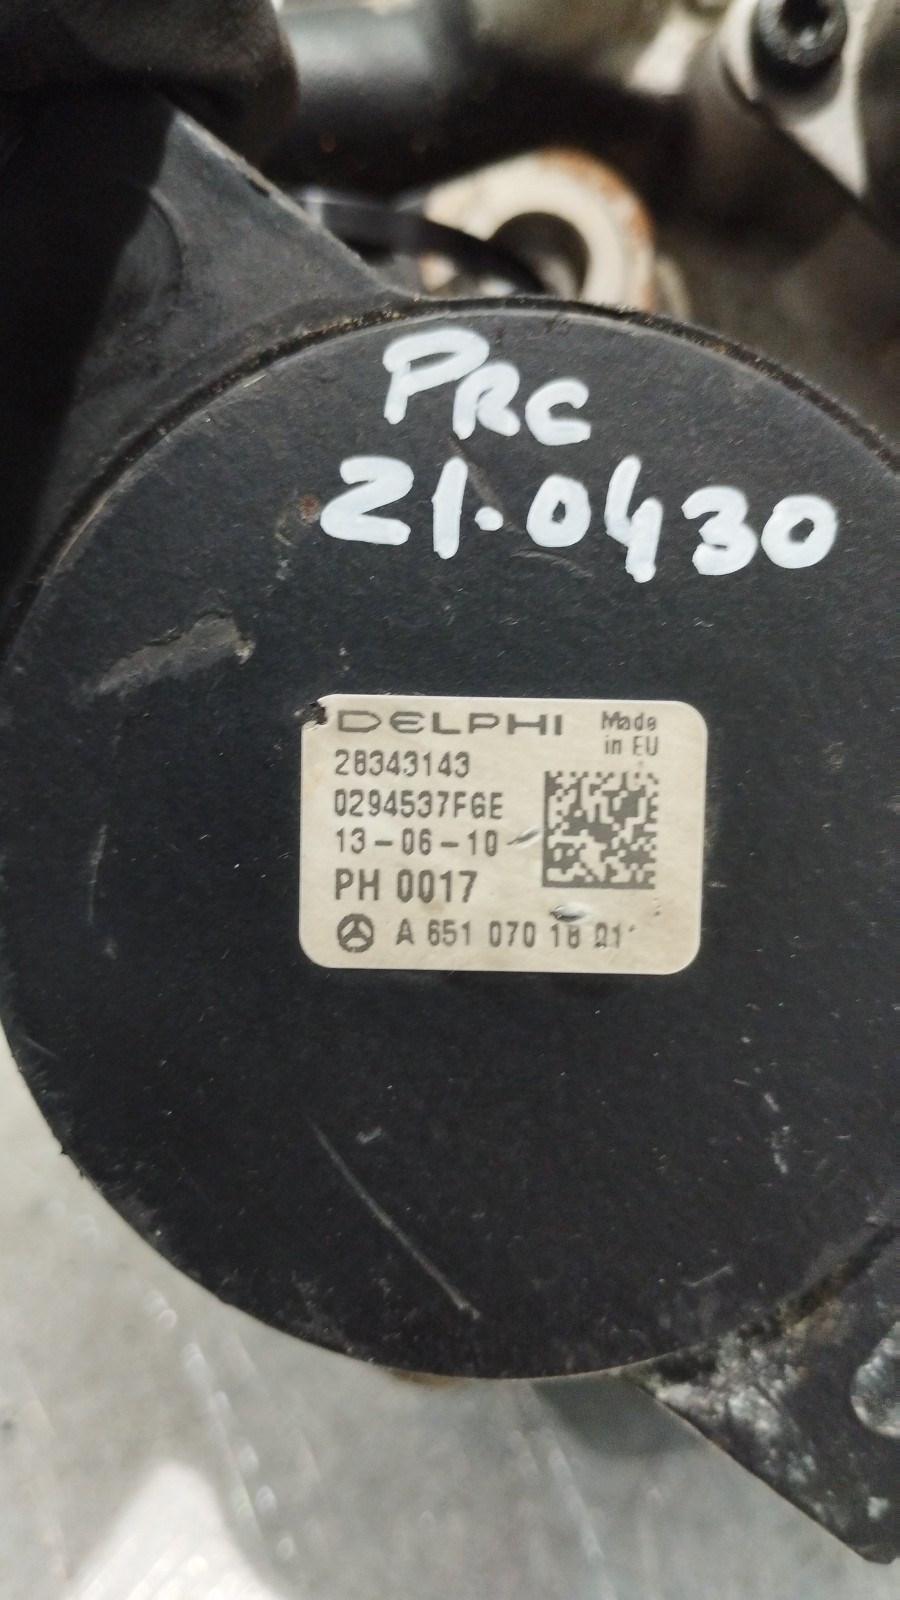 PRC
21.0430
DELPHI
Made
in EU
28343143
0294537FGE
13-06-10
PH 0017
A 651 070 18 01